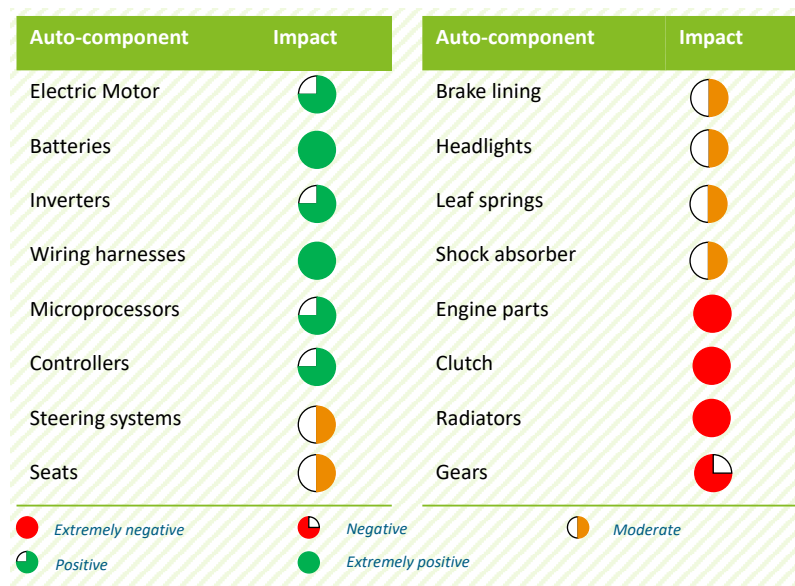 Auto-component Impact
Electric Motor
Batteries
Inverters
Wiring harnesses
Microprocessors
Controllers
Steering systems
Seats
Auto-component Impact
Brake lining
Headlights
Leaf springs
Shock absorber
Engine parts
Clutch
Radiators
Gears
Extremely negative Negative Moderate
Positive Extremely positive